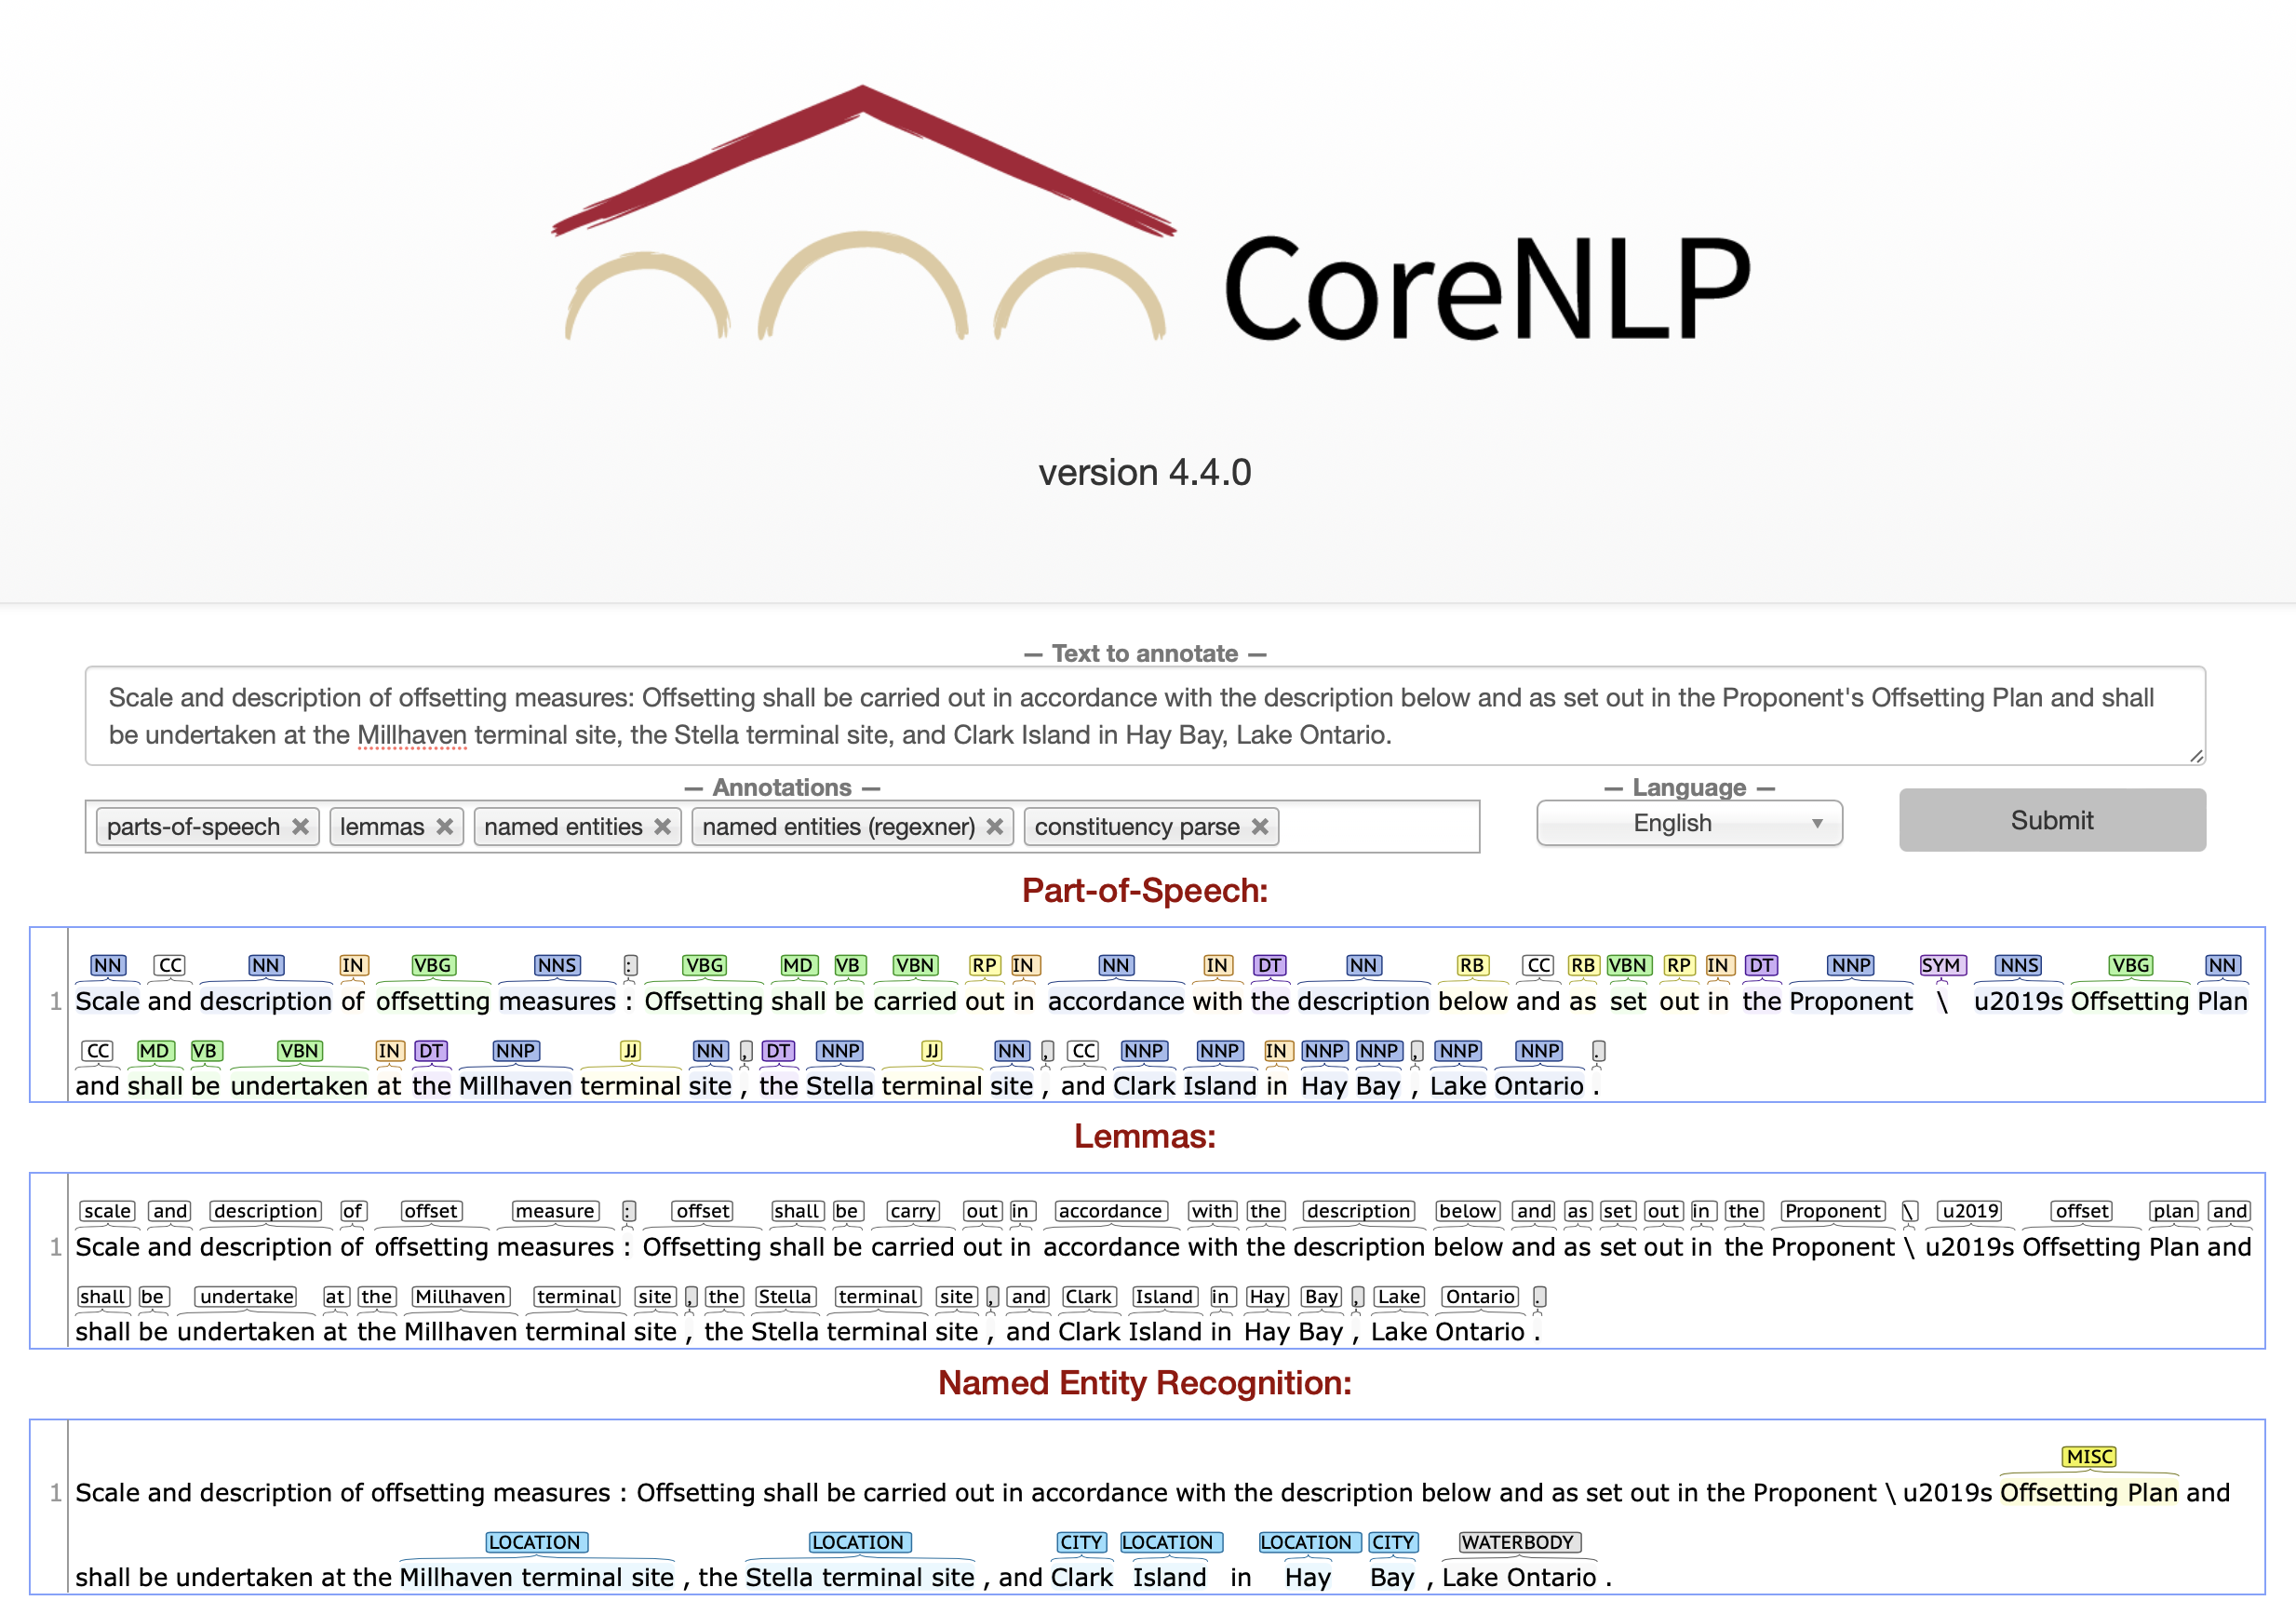 CoreNLP
version 4.4.0
— Text to annotate —
Scale and description of offsetting measures: Offsetting shall be carried out in accordance with the description below and as set out in the Proponent's Offsetting Plan and shall
be undertaken at the Millhaven terminal site, the Stella terminal site, and Clark Island in Hay Bay, Lake Ontario.
— Annotations —
— Language —
parts-of-speech × lemmas × named entities × named entities (regexner) × constituency parse ×
English
Submit
Part-of-Speech:
NN CC NN IN VBG NNS : VBG MD VB VBN RP IN NN IN DT NN RB CC RB VBN RP IN DT NNP SYM NNS VBG NN
1 Scale and description of offsetting measures : Offsetting shall be carried out in accordance with the description below and as set out in the Proponent \ u2019s Offsetting Plan
CC MD VB VBN IN DT NNP JJ NN , DT NNP JJ NN , CC NNP NNP IN NNP NNP , NNP NNP .
and shall be undertaken at the Millhaven terminal site , the Stella terminal site , and Clark Island in Hay Bay , Lake Ontario .
Lemmas:
scale and description of offset measure : offset shall be carry out in accordance with the description below and as set out in the Proponent \ u2019 offset plan and
1 Scale and description of offsetting measures : Offsetting shall be carried out in accordance with the description below and as set out in the Proponent \ u2019s Offsetting Plan and
shall be undertake at the Millhaven terminal site , the Stella terminal site , and Clark Island in Hay Bay , Lake Ontario .
shall be undertaken at the Millhaven terminal site , the Stella terminal site , and Clark Island in Hay Bay , Lake Ontario .
Named Entity Recognition:
MISC
1 Scale and description of offsetting measures : Offsetting shall be carried out in accordance with the description below and as set out in the Proponent \ u2019s Offsetting Plan and
LOCATION LOCATION CITY LOCATION LOCATION CITY WATERBODY
shall be undertaken at the Millhaven terminal site , the Stella terminal site , and Clark Island in Hay Bay , Lake Ontario .